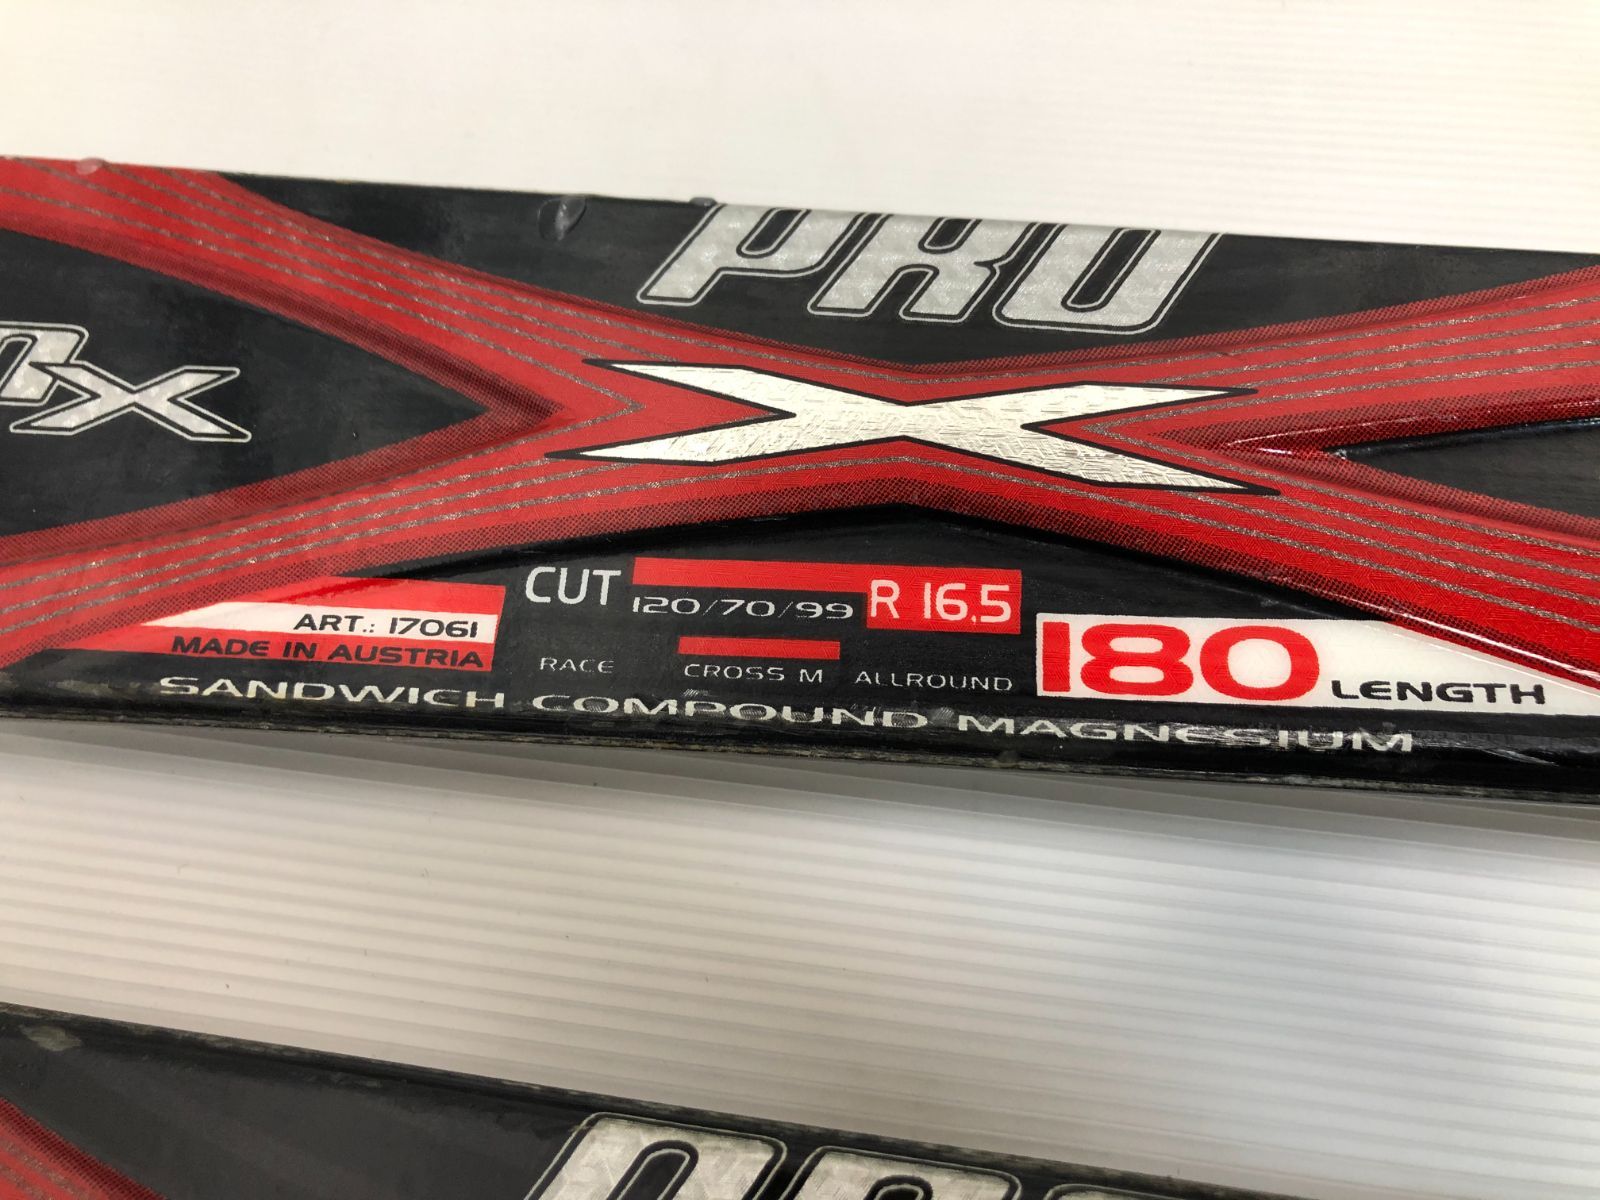 PRO
X
CUT 120/70/99 R 16.5
ART.: 17061
MADE IN AUSTRIA
RACE CROSS M ALLROUND
180 LENGTH
SANDWICH COMPOUND MAGNESIUM